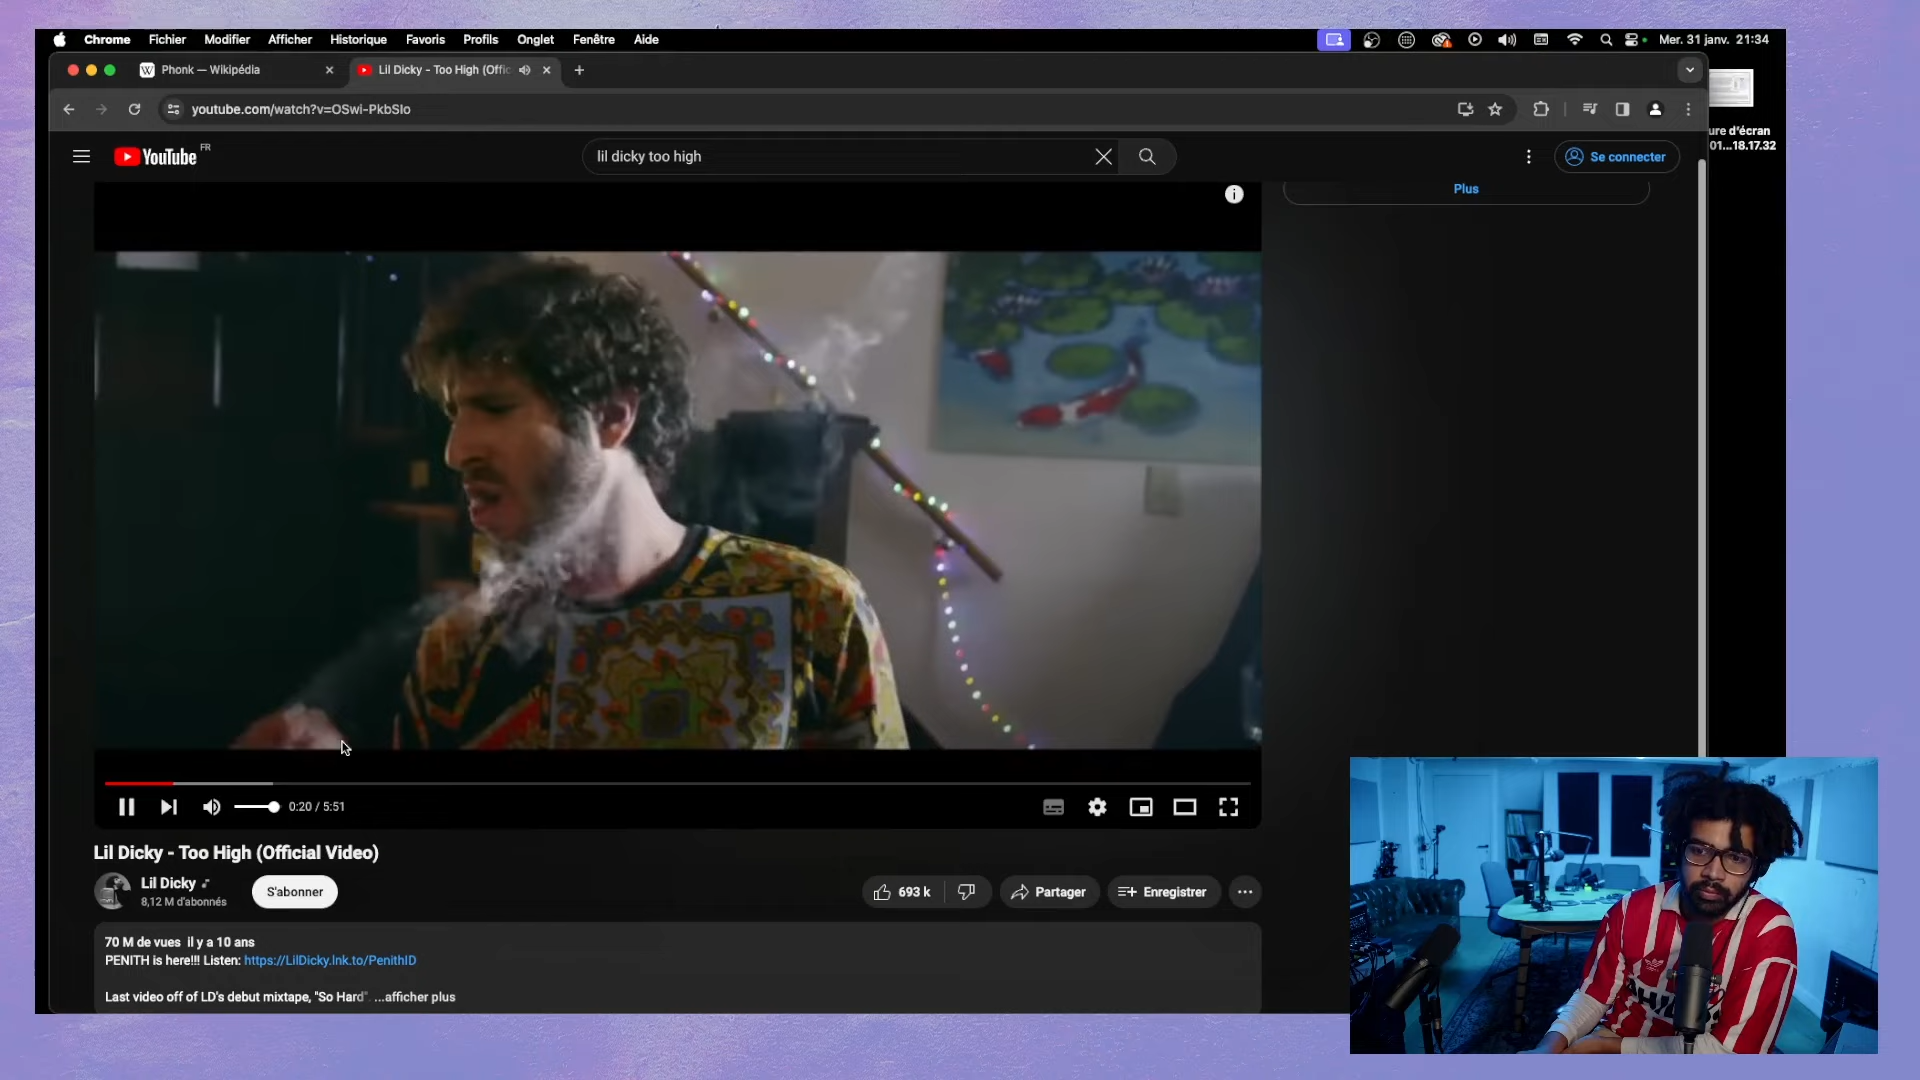 Chrome Fichier Modifier Afficher Historique Favoris Profils Onglet Fenêtre Aide Mer. 31 janv. 21:34
Phonk — Wikipédia
Lil Dicky - Too High (Offic
youtube.com/watch?v=OSwi-PkbSIo
ure d'écran
01...18.17.32
YouTube FR
lil dicky too high
Se connecter
Plus
0:20 / 5:51
Lil Dicky - Too High (Official Video)
Lil Dicky
8,12 M d'abonnés
S'abonner
693 k
Partager
Enregistrer
70 M de vues il y a 10 ans
PENITH is here!!! Listen: https://LilDicky.lnk.to/PenithID
Last video off of LD's debut mixtape, "So Hard" ...afficher plus